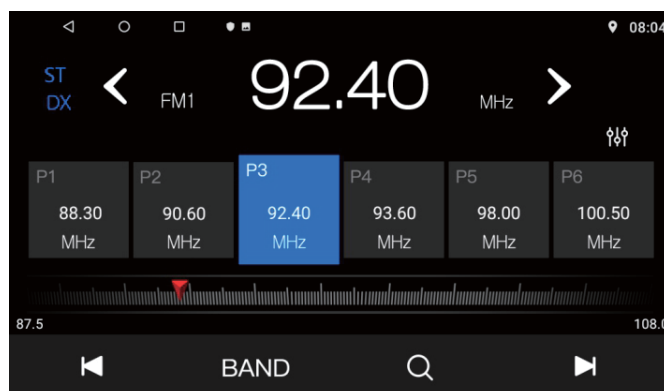 08:04
ST
DX
FM1
92.40
MHz
P1
88.30
MHz
P2
90.60
MHz
P3
92.40
MHz
P4
93.60
MHz
P5
98.00
MHz
P6
100.50
MHz
87.5
108.0
BAND